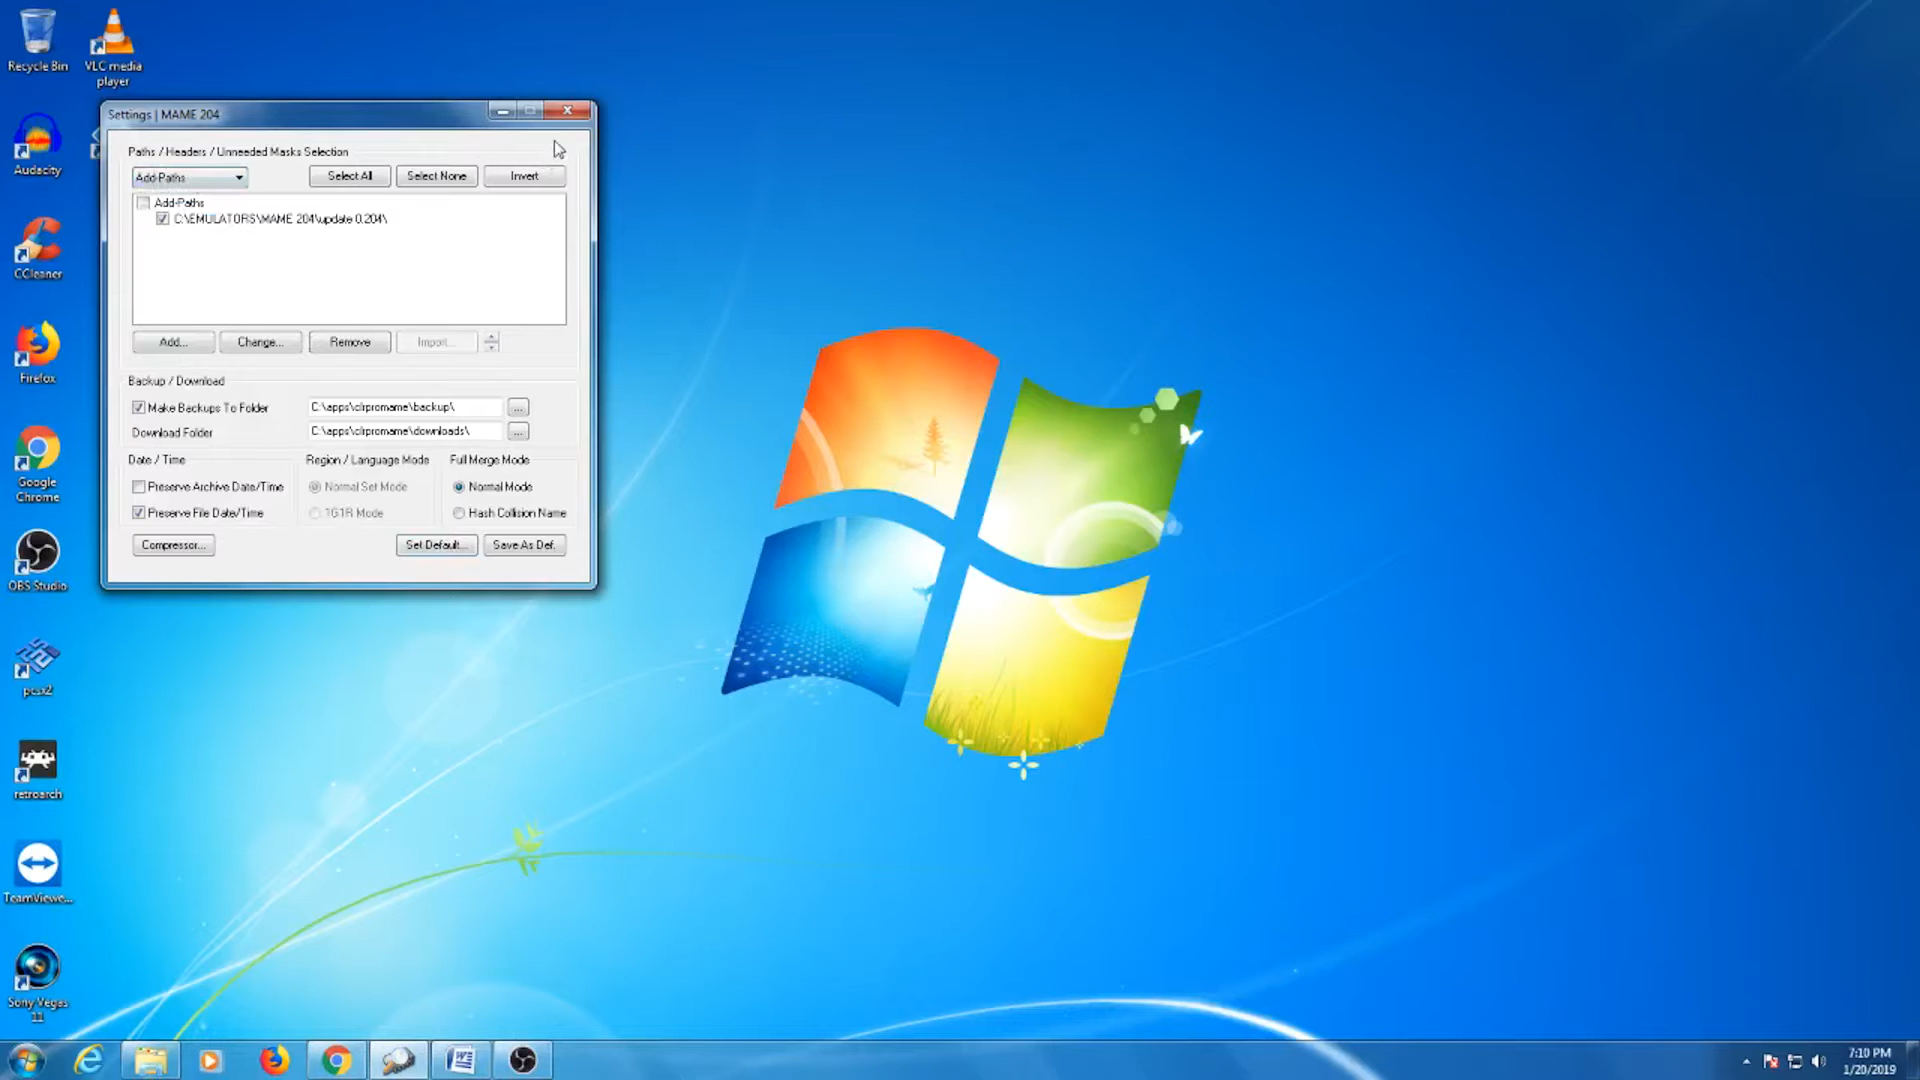 Recycle Bin
VLC media
player
Audacity
CCleaner
Firefox
Google
Chrome
OBS Studio
pcsx2
retroarch
TeamViewe...
Sony Vegas
11
Settings | MAME 204
Paths / Headers / Unneeded Masks Selection
Add-Paths
Select All
Select None
Invert
Add-Paths
C:\EMULATORS\MAME 204\update 0.204\
Add...
Change...
Remove
Import...
Backup / Download
Make Backups To Folder
C:\apps\clrpromame\backup\
...
Download Folder
C:\apps\clrpromame\downloads\
...
Date / Time
Region / Language Mode
Full Merge Mode
Preserve Archive Date/Time
Normal Set Mode
Normal Mode
Preserve File Date/Time
1G1R Mode
Hash Collision Name
Compressor...
Set Default...
Save As Def.
7:10 PM
1/20/2019